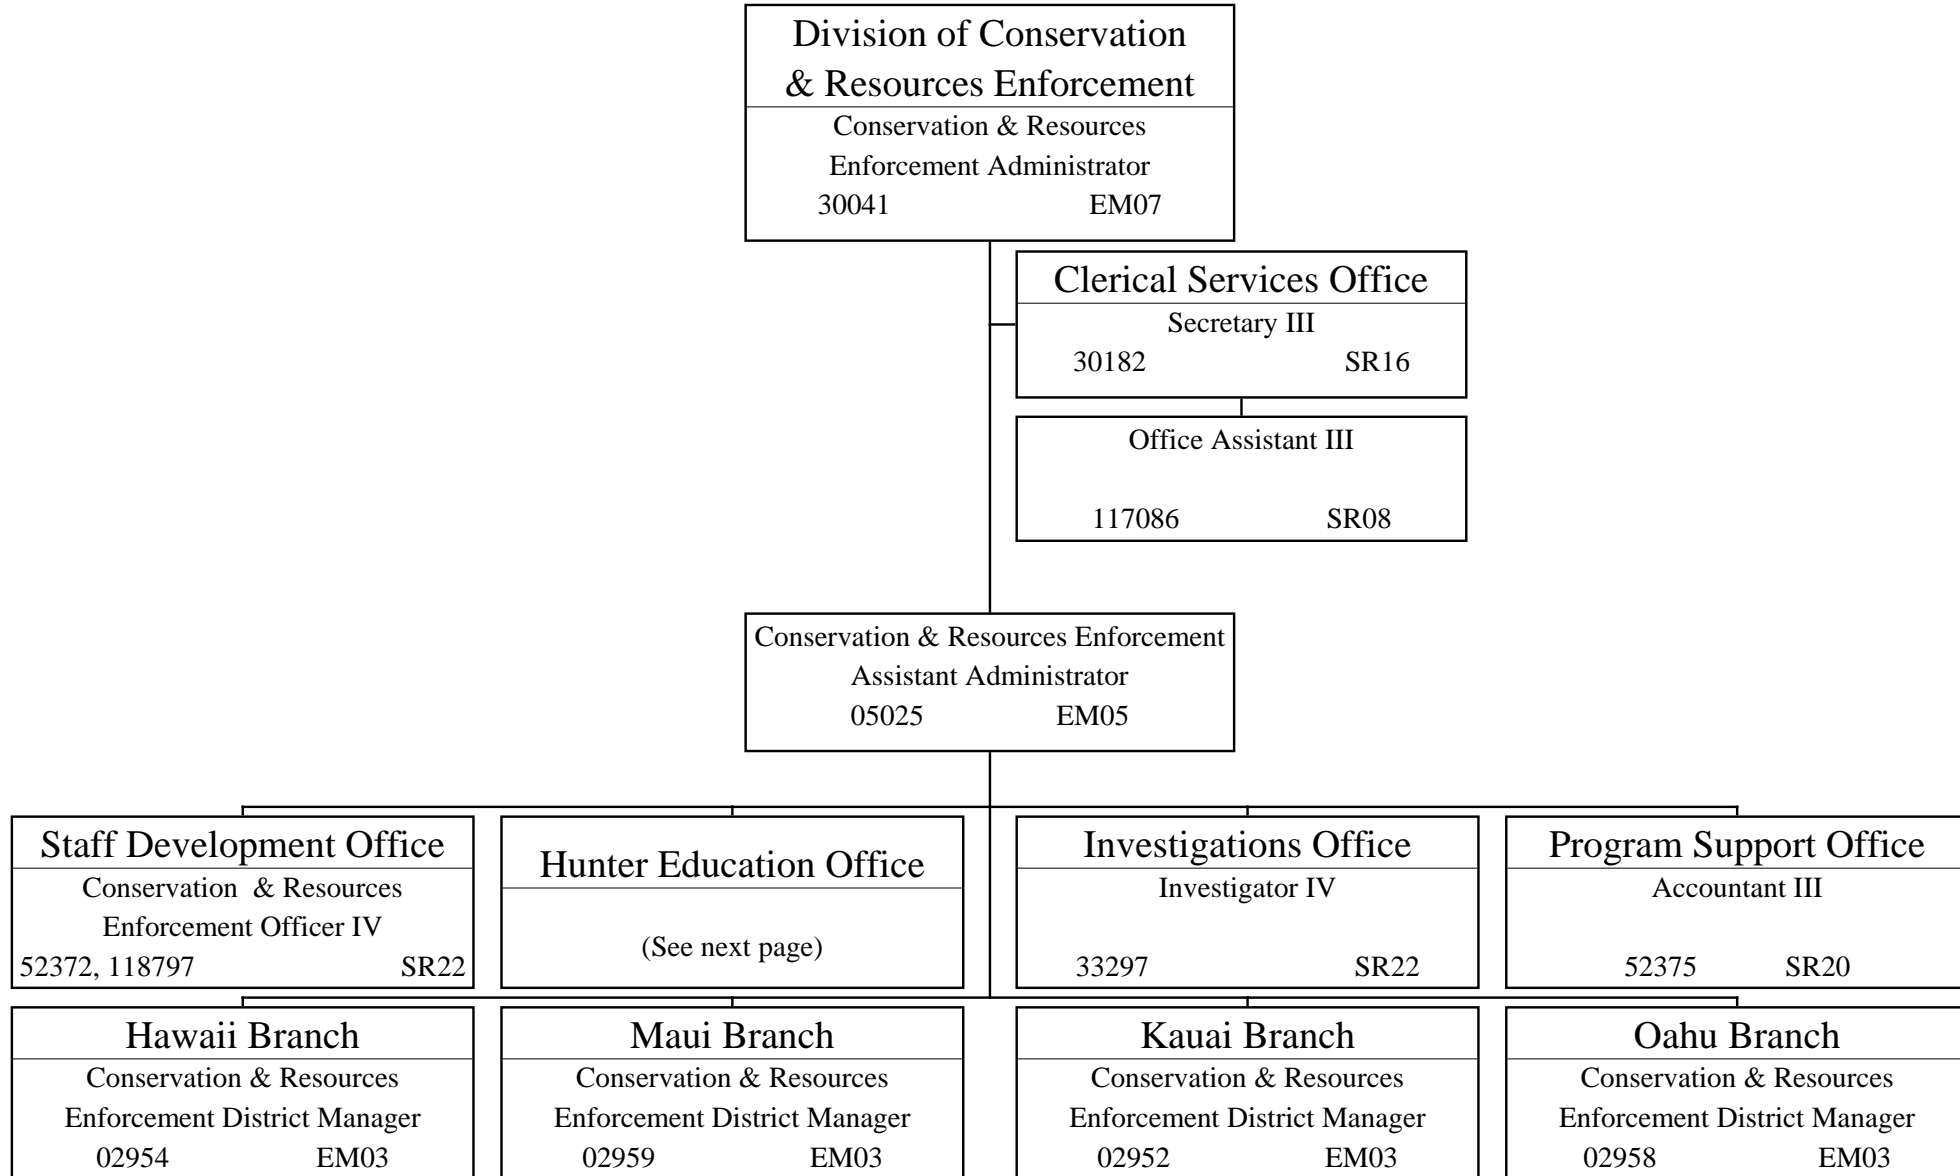 Division of Conservation
& Resources Enforcement
Conservation & Resources
Enforcement Administrator
30041 EM07
Clerical Services Office
Secretary III
30182 SR16
Office Assistant III
117086 SR08
Conservation & Resources Enforcement
Assistant Administrator
05025 EM05
Staff Development Office
Conservation & Resources
Enforcement Officer IV
52372, 118797 SR22
Hunter Education Office
(See next page)
Investigations Office
Investigator IV
33297 SR22
Program Support Office
Accountant III
52375 SR20
Hawaii Branch
Conservation & Resources
Enforcement District Manager
02954 EM03
Maui Branch
Conservation & Resources
Enforcement District Manager
02959 EM03
Kauai Branch
Conservation & Resources
Enforcement District Manager
02952 EM03
Oahu Branch
Conservation & Resources
Enforcement District Manager
02958 EM03